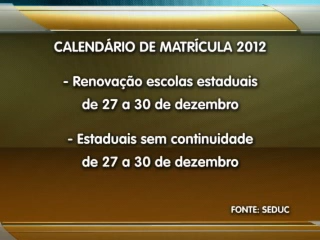 CALENDÁRIO DE MATRÍCULA 2012
- Renovação escolas estaduais
de 27 a 30 de dezembro
- Estaduais sem continuidade
de 27 a 30 de dezembro
FONTE: SEDUC